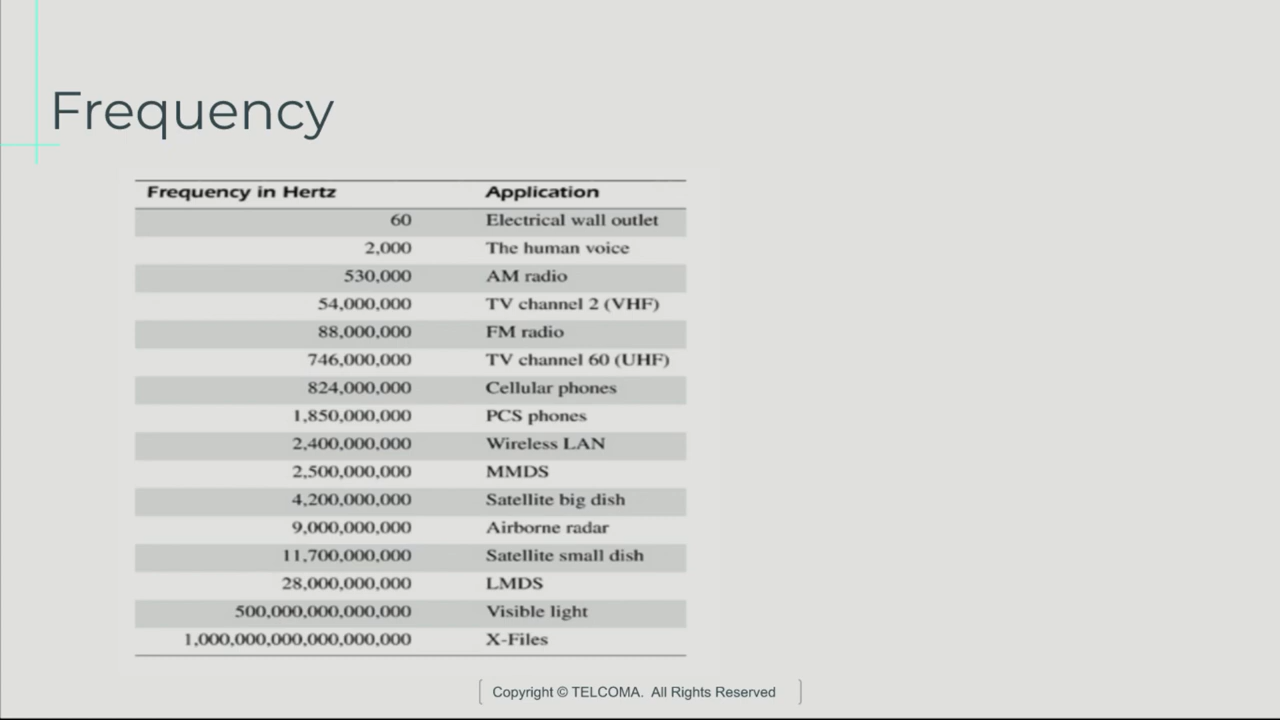 Frequency
Frequency in Hertz Application
60 Electrical wall outlet
2,000 The human voice
530,000 AM radio
54,000,000 TV channel 2 (VHF)
88,000,000 FM radio
746,000,000 TV channel 60 (UHF)
824,000,000 Cellular phones
1,850,000,000 PCS phones
2,400,000,000 Wireless LAN
2,500,000,000 MMDS
4,200,000,000 Satellite big dish
9,000,000,000 Airborne radar
11,700,000,000 Satellite small dish
28,000,000,000 LMDS
500,000,000,000,000 Visible light
1,000,000,000,000,000,000 X-Files
Copyright © TELCOMA. All Rights Reserved